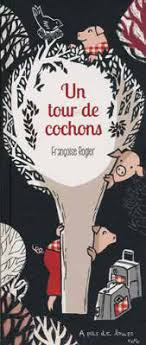 Un
tour de
cochons
Françoise Rogier
A pas de loups